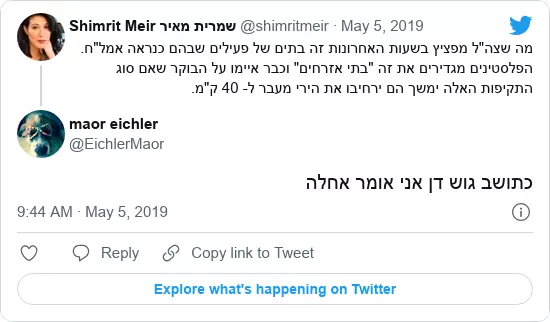 Shimrit Meir שמרית מאיר @shimritmeir · May 5, 2019
מה שצה"ל מפציץ בשעות האחרונות זה בתים של פעילים שבהם כנראה אמל"ח.
הפלסטינים מגדירים את זה "בתי אזרחים" וכבר איימו על הבוקר שאם סוג
התקיפות האלה ימשך הם ירחיבו את הירי מעבר ל- 40 ק"מ.
maor eichler
@EichlerMaor
כתושב גוש דן אני אומר אחלה
9:44 AM · May 5, 2019
Reply
Copy link to Tweet
Explore what's happening on Twitter